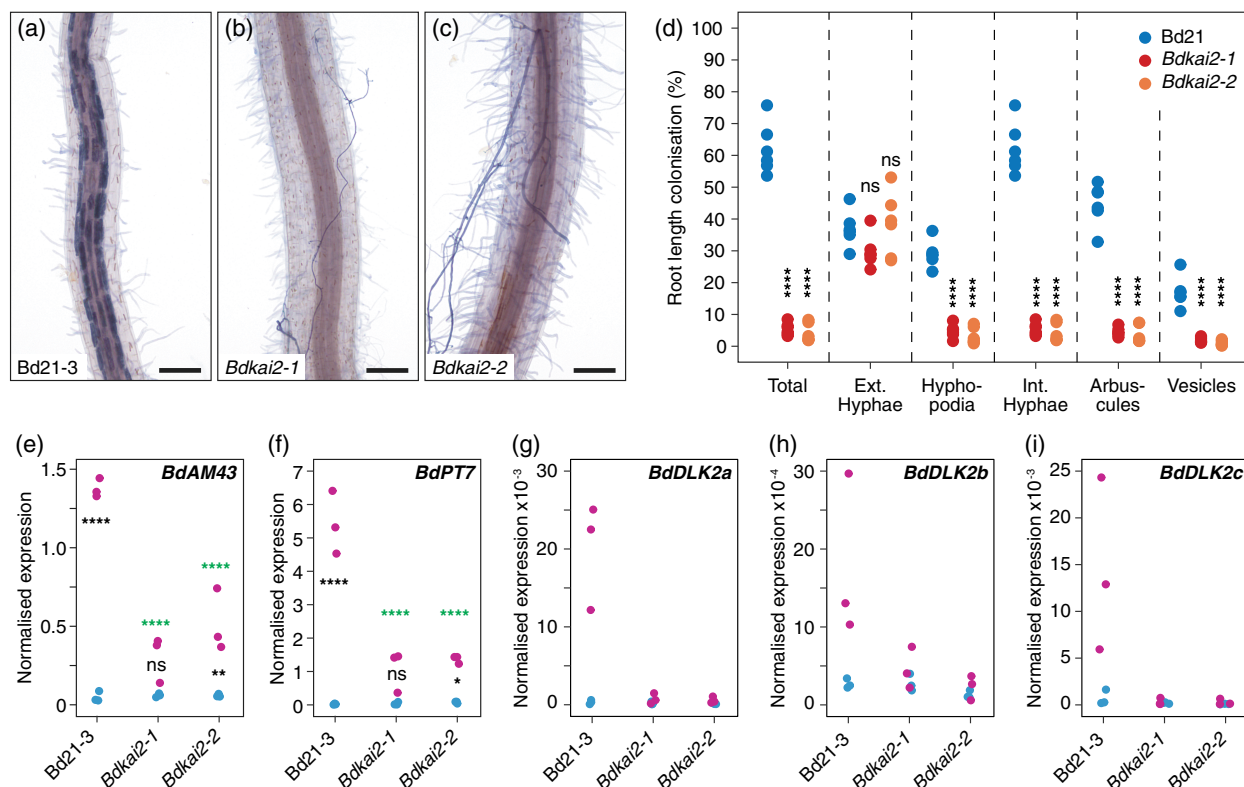 (a)
Bd21-3
(b)
Bdkai2-1
(c)
Bdkai2-2
(d)
Root length colonisation (%)
100
90
80
70
60
50
40
30
20
10
0
Bd21
Bdkai2-1
Bdkai2-2
ns
ns
****
****
****
****
****
****
****
****
****
****
Total
Ext.
Hyphae
Hypho-
podia
Int.
Hyphae
Arbus-
cules
Vesicles
(e)
BdAM43
Normalised expression
1.5
1.0
0.5
0
****
****
ns
****
**
Bd21-3
Bdkai2-1
Bdkai2-2
(f)
BdPT7
Normalised expression
7
6
5
4
3
2
1
0
****
****
ns
****
*
Bd21-3
Bdkai2-1
Bdkai2-2
(g)
BdDLK2a
Normalised expression x10-3
30
20
10
0
Bd21-3
Bdkai2-1
Bdkai2-2
(h)
BdDLK2b
Normalised expression x10-4
30
20
10
0
Bd21-3
Bdkai2-1
Bdkai2-2
(i)
BdDLK2c
Normalised expression x10-3
25
20
15
10
5
0
Bd21-3
Bdkai2-1
Bdkai2-2